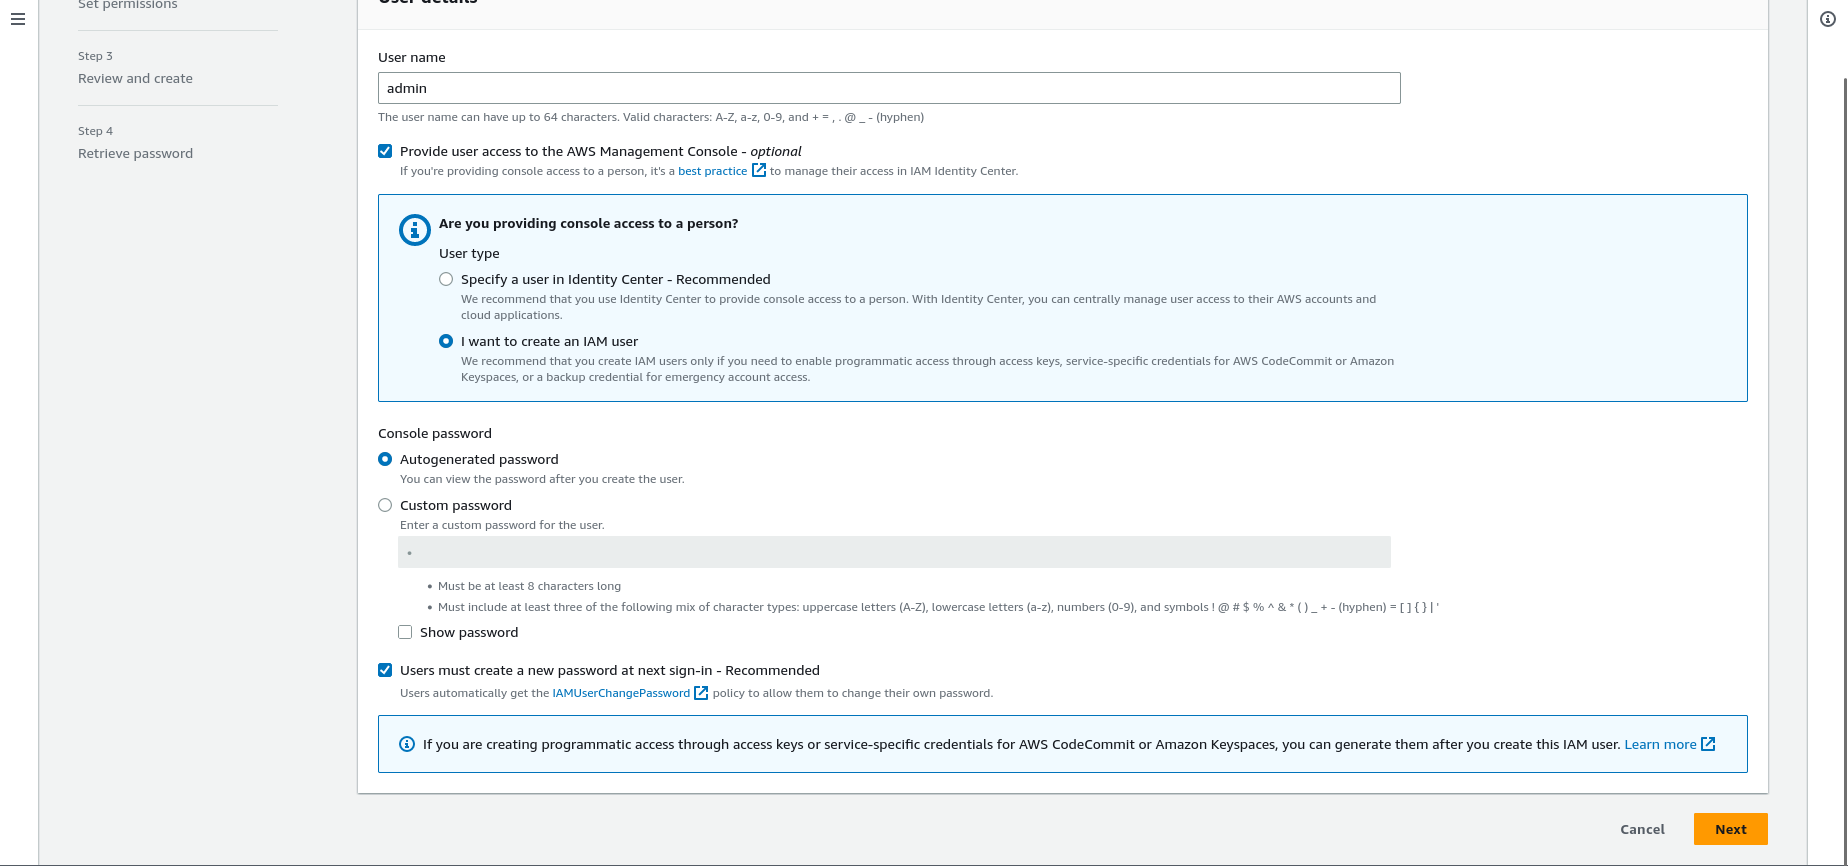 Set permissions
Step 3
Review and create
Step 4
Retrieve password
User details
User name
admin
The user name can have up to 64 characters. Valid characters: A-Z, a-z, 0-9, and + = , . @ _ - (hyphen)
Provide user access to the AWS Management Console - optional
If you're providing console access to a person, it's a best practice to manage their access in IAM Identity Center.
Are you providing console access to a person?
User type
Specify a user in Identity Center - Recommended
We recommend that you use Identity Center to provide console access to a person. With Identity Center, you can centrally manage user access to their AWS accounts and
cloud applications.
I want to create an IAM user
We recommend that you create IAM users only if you need to enable programmatic access through access keys, service-specific credentials for AWS CodeCommit or Amazon
Keyspaces, or a backup credential for emergency account access.
Console password
Autogenerated password
You can view the password after you create the user.
Custom password
Enter a custom password for the user.
• Must be at least 8 characters long
• Must include at least three of the following mix of character types: uppercase letters (A-Z), lowercase letters (a-z), numbers (0-9), and symbols ! @ # $ % ^ & * ( ) _ + - (hyphen) = [ ] { } | '
Show password
Users must create a new password at next sign-in - Recommended
Users automatically get the IAMUserChangePassword policy to allow them to change their own password.
If you are creating programmatic access through access keys or service-specific credentials for AWS CodeCommit or Amazon Keyspaces, you can generate them after you create this IAM user. Learn more
Cancel
Next